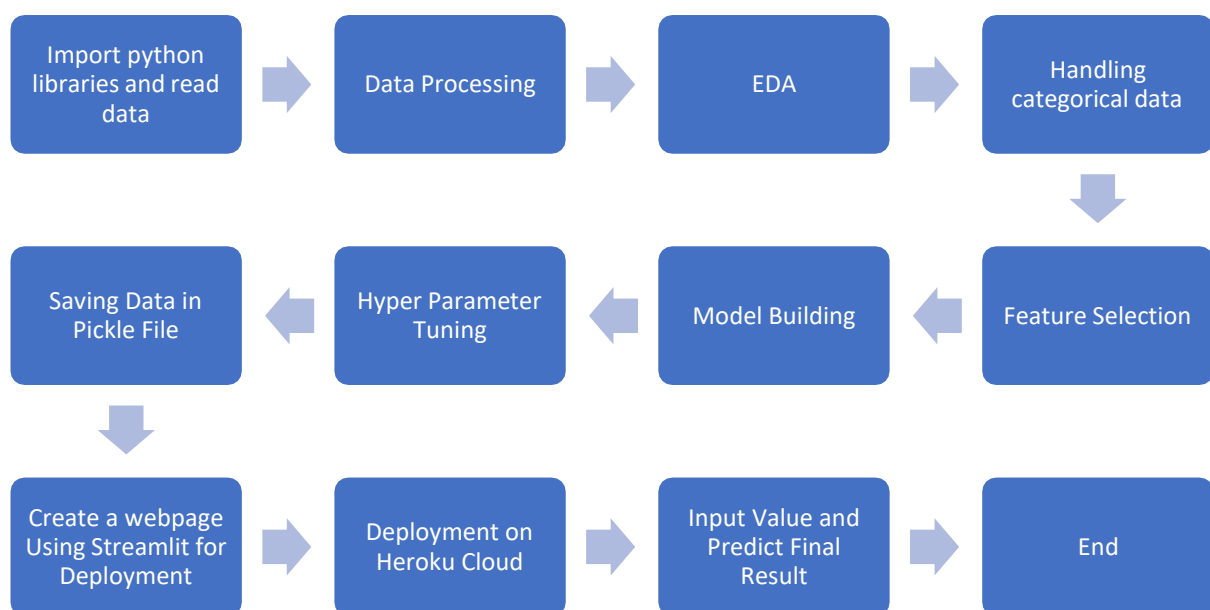 Import python
libraries and read
data
Data Processing
EDA
Handling
categorical data
Feature Selection
Model Building
Hyper Parameter
Tuning
Saving Data in
Pickle File
Create a webpage
Using Streamlit for
Deployment
Deployment on
Heroku Cloud
Input Value and
Predict Final
Result
End